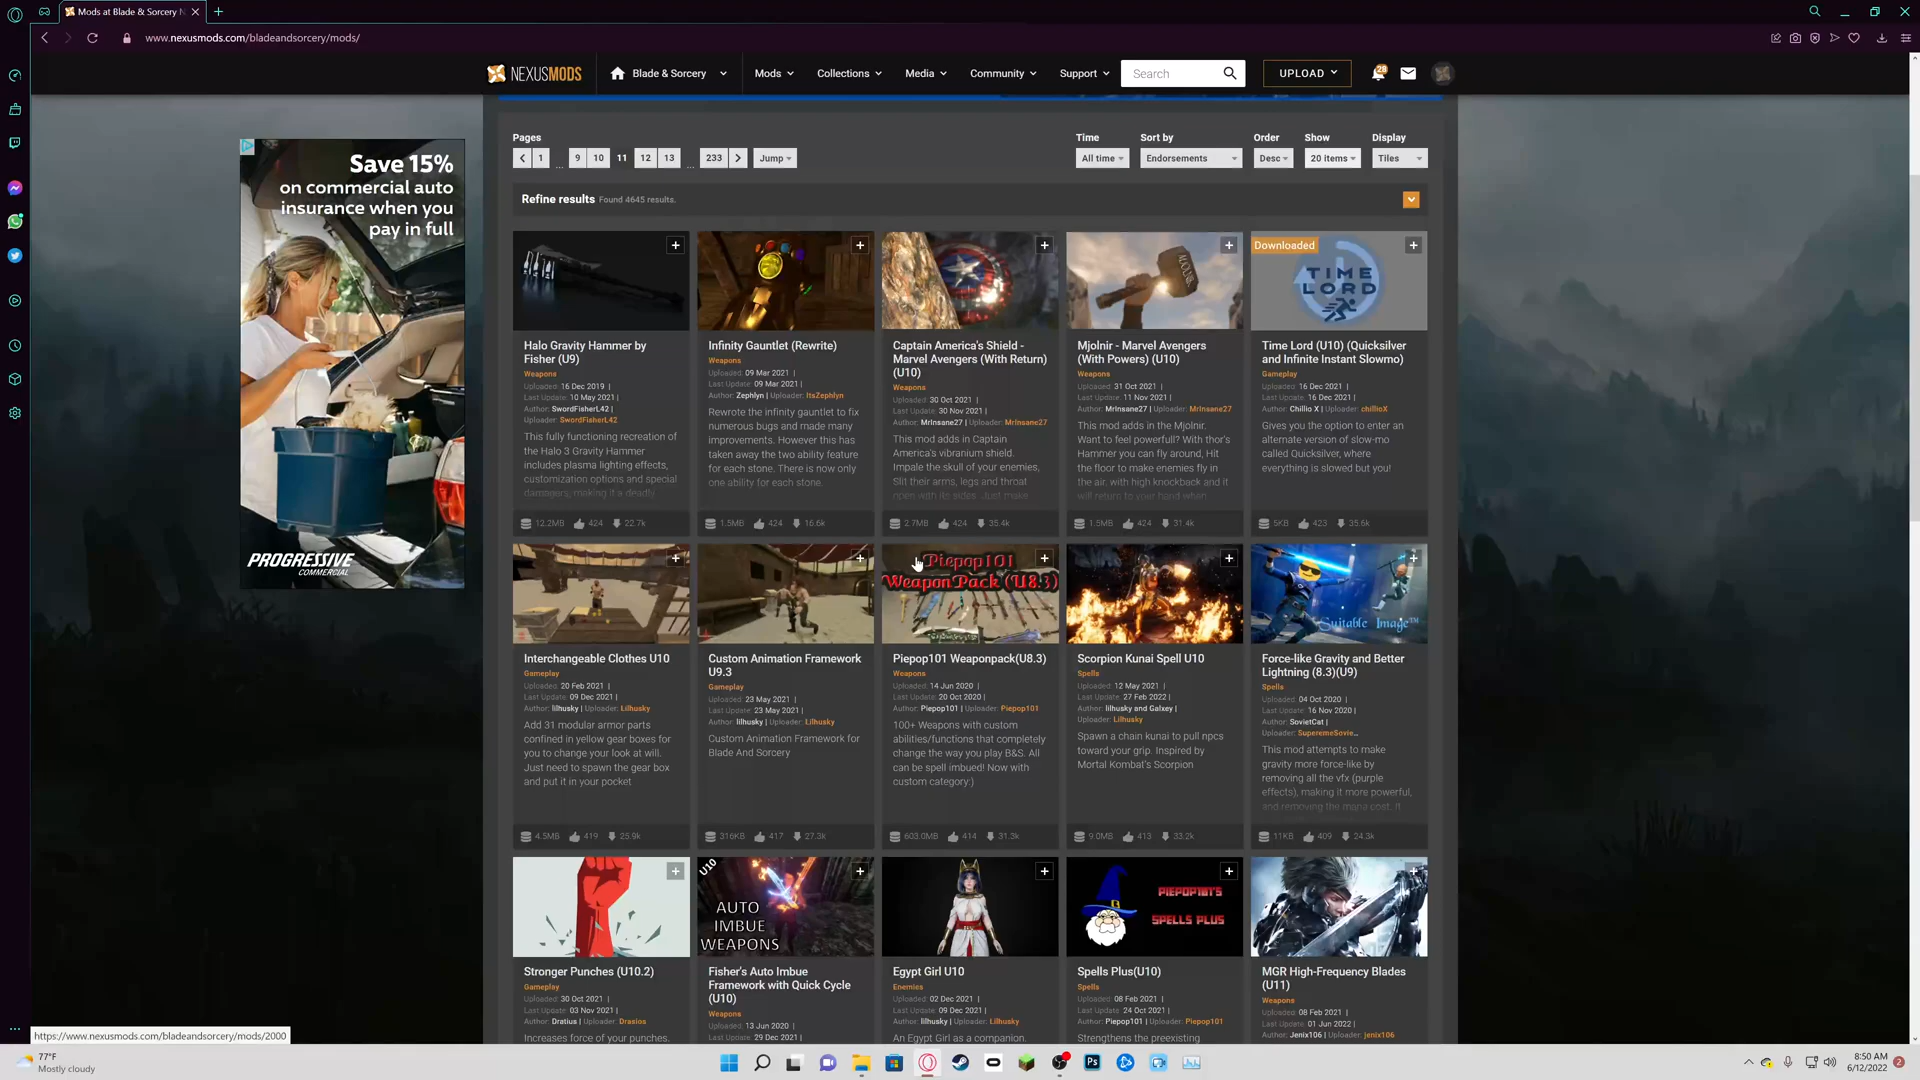 Mods at Blade & Sorcery N
www.nexusmods.com/bladeandsorcery/mods/
NEXUSMODS
Blade & Sorcery
Mods
Collections
Media
Community
Support
Search
UPLOAD
28
Pages
Time
Sort by
Order
Show
Display
1
...
9
10
11
12
13
...
233
Jump
All time
Endorsements
Desc
20 items
Tiles
Refine results Found 4645 results.
Save 15%
on commercial auto
insurance when you
pay in full
PROGRESSIVE
COMMERCIAL
MJOLNIR
Downloaded
TIME
LORD
Halo Gravity Hammer by
Fisher (U9)
Weapons
Uploaded: 16 Dec 2019 |
Last Update: 10 May 2021 |
Author: SwordFisherL42 |
Uploader: SwordFisherL42
This fully functioning recreation of
the Halo 3 Gravity Hammer
includes plasma lighting effects,
customization options and special
damagers, making it a deadly
12.2MB 424 22.7k
Infinity Gauntlet (Rewrite)
Weapons
Uploaded: 09 Mar 2021 |
Last Update: 09 Mar 2021 |
Author: Zephlyn | Uploader: ItsZephlyn
Rewrote the infinity gauntlet to fix
numerous bugs and made many
improvements. However this has
taken away the two ability feature
for each stone. There is now only
one ability for each stone.
1.5MB 424 16.6k
Captain America's Shield -
Marvel Avengers (With Return)
(U10)
Weapons
Uploaded: 30 Oct 2021 |
Last Update: 30 Nov 2021 |
Author: MrInsane27 | Uploader: MrInsane27
This mod adds in Captain
America's vibranium shield.
Impale the skull of your enemies,
Slit their arms, legs and throat
open with its sides. Just make
2.7MB 424 35.4k
Mjolnir - Marvel Avengers
(With Powers) (U10)
Weapons
Uploaded: 31 Oct 2021 |
Last Update: 11 Nov 2021 |
Author: MrInsane27 | Uploader: MrInsane27
This mod adds in the Mjolnir.
Want to feel powerfull? With thor's
Hammer you can fly around, Hit
the floor to make enemies fly in
the air. with high knockback and it
will return to your hand when
1.5MB 424 31.4k
Time Lord (U10) (Quicksilver
and Infinite Instant Slowmo)
Gameplay
Uploaded: 16 Dec 2021 |
Last Update: 16 Dec 2021 |
Author: Chillio X | Uploader: chillioX
Gives you the option to enter an
alternate version of slow-mo
called Quicksilver, where
everything is slowed but you!
5KB 423 35.6k
Piepop101
WeaponPack (U8.3)
Suitable Image™
Interchangeable Clothes U10
Gameplay
Uploaded: 20 Feb 2021 |
Last Update: 09 Dec 2021 |
Author: lilhusky | Uploader: Lilhusky
Add 31 modular armor parts
confined in yellow gear boxes for
you to change your look at will.
Just need to spawn the gear box
and put it in your pocket
4.5MB 419 25.9k
Custom Animation Framework
U9.3
Gameplay
Uploaded: 23 May 2021 |
Last Update: 23 May 2021 |
Author: lilhusky | Uploader: Lilhusky
Custom Animation Framework for
Blade And Sorcery
316KB 417 27.3k
Piepop101 Weaponpack(U8.3)
Weapons
Uploaded: 14 Jun 2020 |
Last Update: 20 Oct 2020 |
Author: Piepop101 | Uploader: Piepop101
100+ Weapons with custom
abilities/functions that completely
change the way you play B&S. All
can be spell imbued! Now with
custom category:)
603.0MB 414 31.3k
Scorpion Kunai Spell U10
Spells
Uploaded: 12 May 2021 |
Last Update: 27 Feb 2022 |
Author: lilhusky and Galxey |
Uploader: Lilhusky
Spawn a chain kunai to pull npcs
toward your grip. Inspired by
Mortal Kombat's Scorpion
9.0MB 413 33.2k
Force-like Gravity and Better
Lightning (8.3)(U9)
Spells
Uploaded: 04 Oct 2020 |
Last Update: 16 Nov 2020 |
Author: SovietCat |
Uploader: SuperemeSovie...
This mod attempts to make
gravity more force-like by
removing all the vfx (purple
effects), making it more powerful,
and removing the mana cost. It
11KB 409 24.3k
U10
AUTO
IMBUE
WEAPONS
PIEPOP101'S
SPELLS PLUS
Stronger Punches (U10.2)
Gameplay
Uploaded: 30 Oct 2021 |
Last Update: 03 Nov 2021 |
Author: Dratius | Uploader: Drasios
Increases force of your punches.
Fisher's Auto Imbue
Framework with Quick Cycle
(U10)
Weapons
Uploaded: 13 Jun 2020 |
Last Update: 29 Dec 2021 |
Egypt Girl U10
Enemies
Uploaded: 02 Dec 2021 |
Last Update: 09 Dec 2021 |
Author: lilhusky | Uploader: Lilhusky
An Egypt Girl as a companion.
Spells Plus(U10)
Spells
Uploaded: 08 Feb 2021 |
Last Update: 24 Oct 2021 |
Author: Piepop101 | Uploader: Piepop101
Strengthens the preexisting
MGR High-Frequency Blades
(U11)
Weapons
Uploaded: 08 Feb 2021 |
Last Update: 01 Jun 2022 |
Author: Jenix106 | Uploader: jenix106
https://www.nexusmods.com/bladeandsorcery/mods/2000
77°F
Mostly cloudy
Ps
8:50 AM
6/12/2022
2